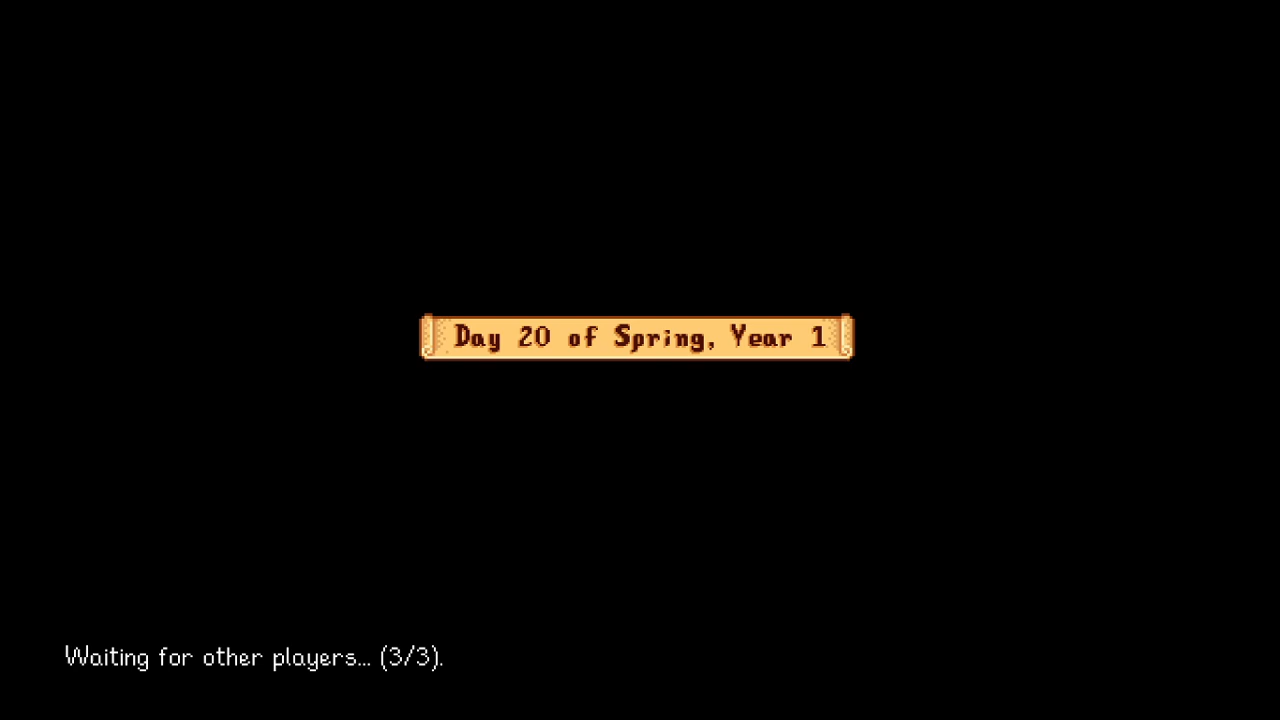 Day 20 of Spring, Year 1
Waiting for other players... (3/3).